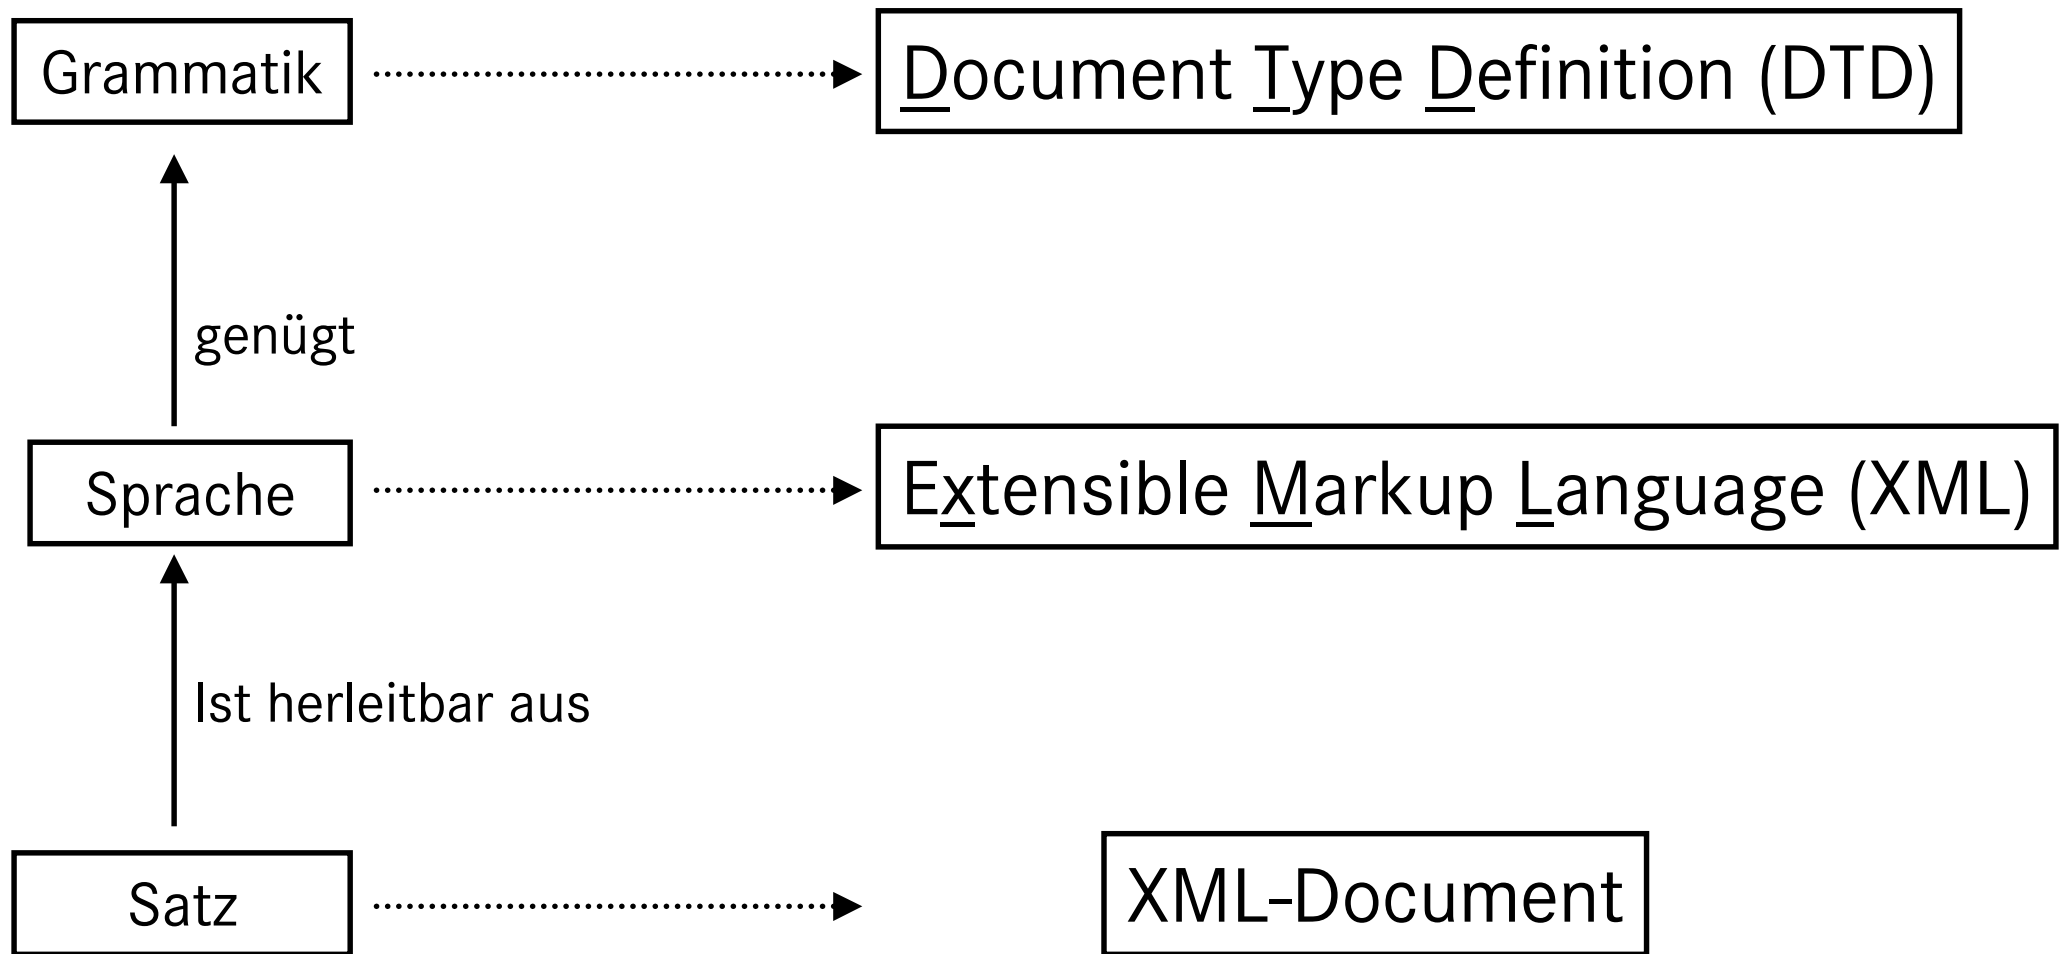 Grammatik
Document Type Definition (DTD)
genügt
Sprache
Extensible Markup Language (XML)
Ist herleitbar aus
Satz
XML-Document